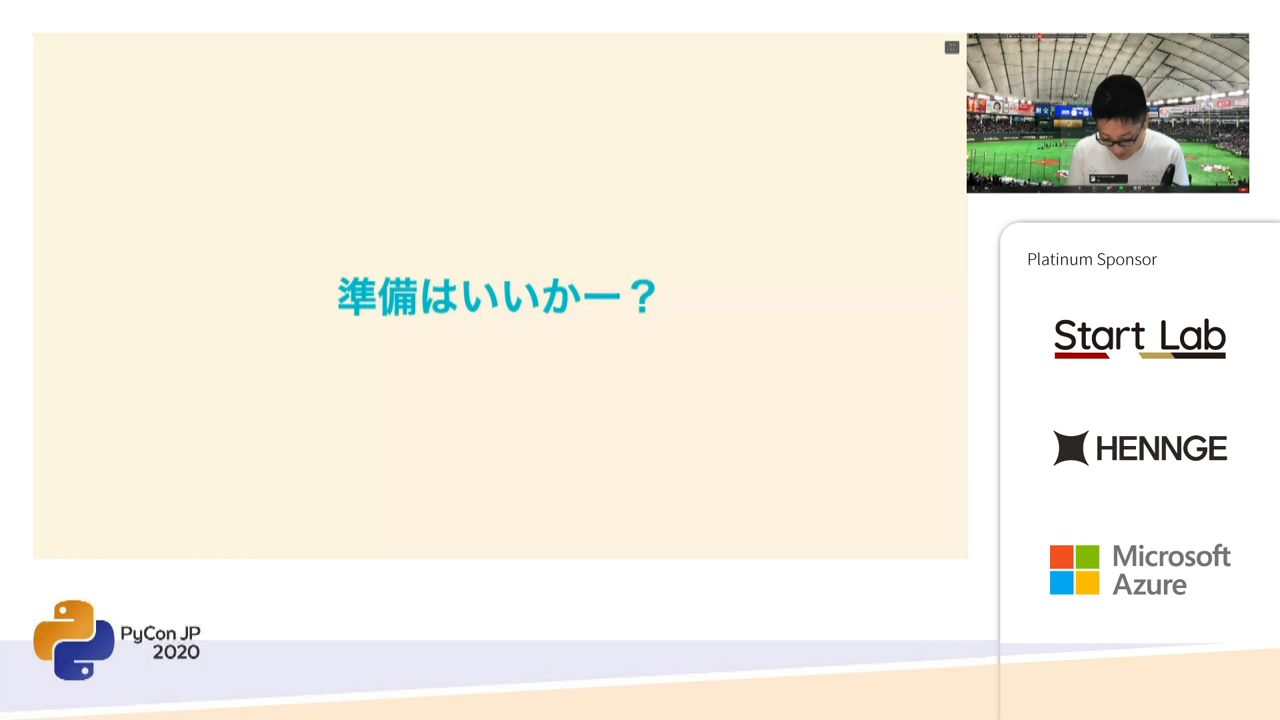 準備はいいかー？
Platinum Sponsor
Start Lab
HENNGE
Microsoft
Azure
PyCon JP
2020